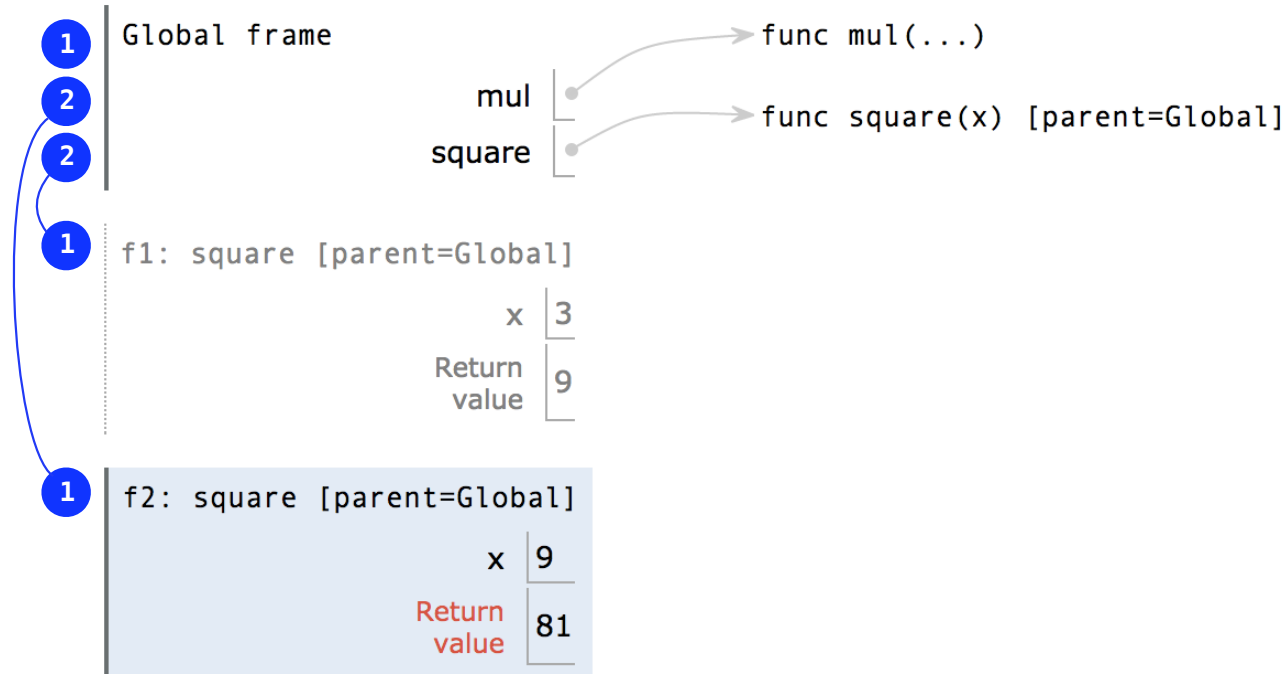 1 Global frame func mul(...)
2 mul
func square(x) [parent=Global]
2 square
1 f1: square [parent=Global]
x 3
Return
value 9
1 f2: square [parent=Global]
x 9
Return
value 81